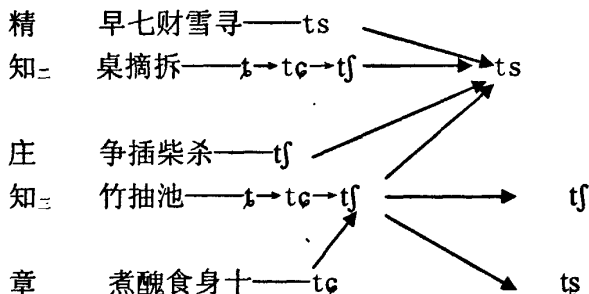 精 早七财雪寻——ts
知二 桌摘拆——ȶ→tɕ→tʃ ts
庄 争插柴杀——tʃ
知三 竹抽池——ȶ→tɕ→tʃ tʃ
章 煮醜食身十——tɕ ts